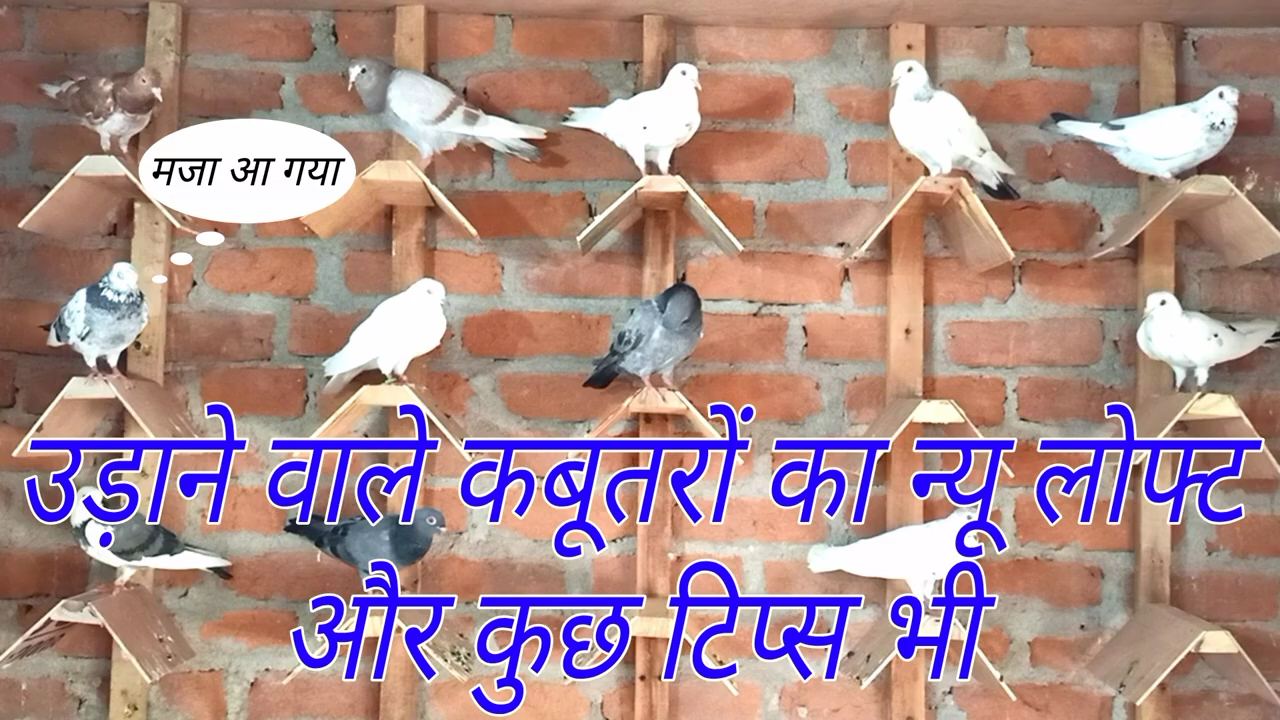 मजा आ गया
उड़ाने वाले कबूतरों का न्यू लोफ्ट
और कुछ टिप्स भी